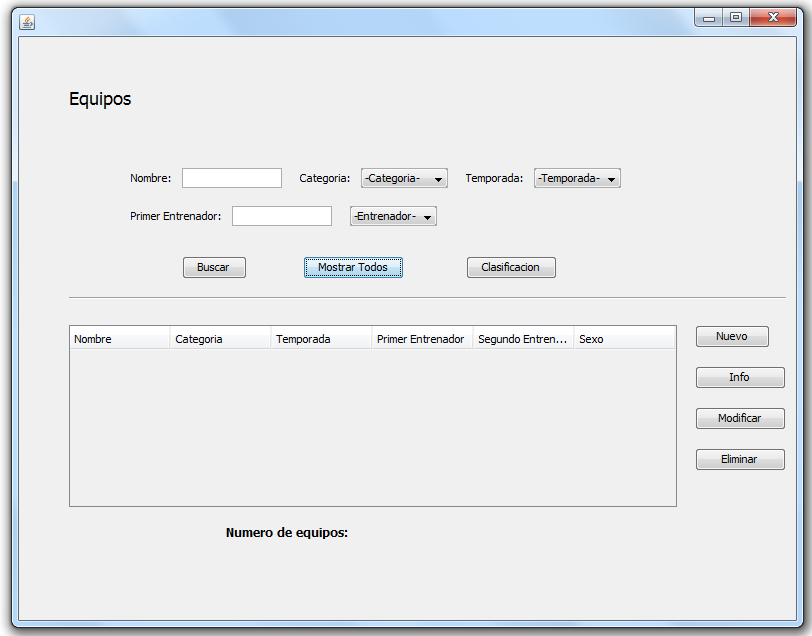 Equipos
Nombre: Categoria: -Categoria- Temporada: -Temporada-
Primer Entrenador: -Entrenador-
Buscar Mostrar Todos Clasificacion
Nombre Categoria Temporada Primer Entrenador Segundo Entren... Sexo
Nuevo
Info
Modificar
Eliminar
Numero de equipos: